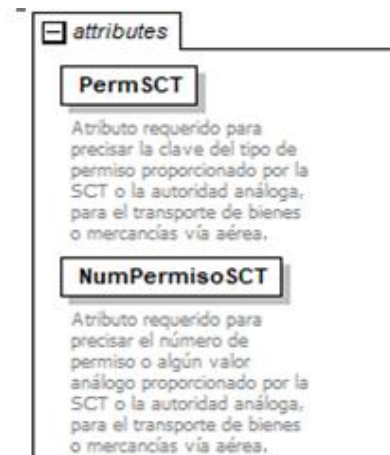 attributes
PermSCT
Atributo requerido para
precisar la clave del tipo de
permiso proporcionado por la
SCT o la autoridad análoga,
para el transporte de bienes
o mercancías vía aérea.
NumPermisoSCT
Atributo requerido para
precisar el número de
permiso o algún valor
análogo proporcionado por la
SCT o la autoridad análoga,
para el transporte de bienes
o mercancías vía aérea.